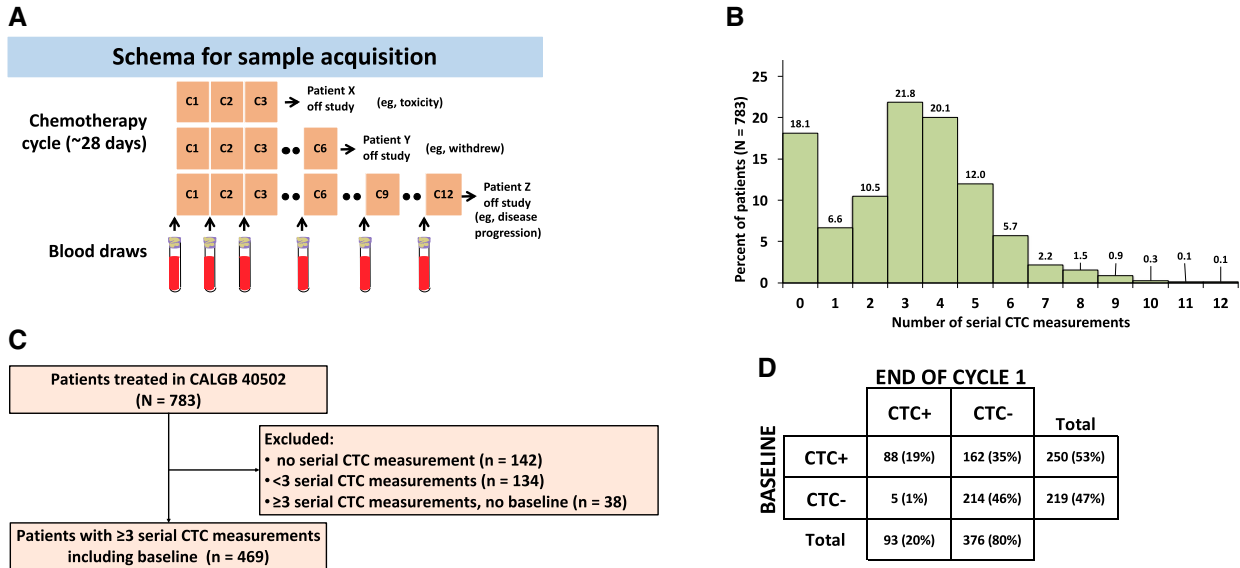 A
Schema for sample acquisition
Chemotherapy
cycle (~28 days)
C1 C2 C3
Patient X
off study
(eg, toxicity)
C1 C2 C3 •• C6
Patient Y
off study
(eg, withdrew)
C1 C2 C3 •• C6 •• C9 •• C12
Patient Z
off study
(eg, disease
progression)
Blood draws
B
Percent of patients (N = 783)
25
20
15
10
5
0
18.1
6.6
10.5
21.8
20.1
12.0
5.7
2.2
1.5
0.9
0.3
0.1
0.1
0 1 2 3 4 5 6 7 8 9 10 11 12
Number of serial CTC measurements
C
Patients treated in CALGB 40502
(N = 783)
Excluded:
• no serial CTC measurement (n = 142)
• <3 serial CTC measurements (n = 134)
• ≥3 serial CTC measurements, no baseline (n = 38)
Patients with ≥3 serial CTC measurements
including baseline (n = 469)
D
END OF CYCLE 1
BASELINE
CTC+ CTC- Total
CTC+ 88 (19%) 162 (35%) 250 (53%)
CTC- 5 (1%) 214 (46%) 219 (47%)
Total 93 (20%) 376 (80%)